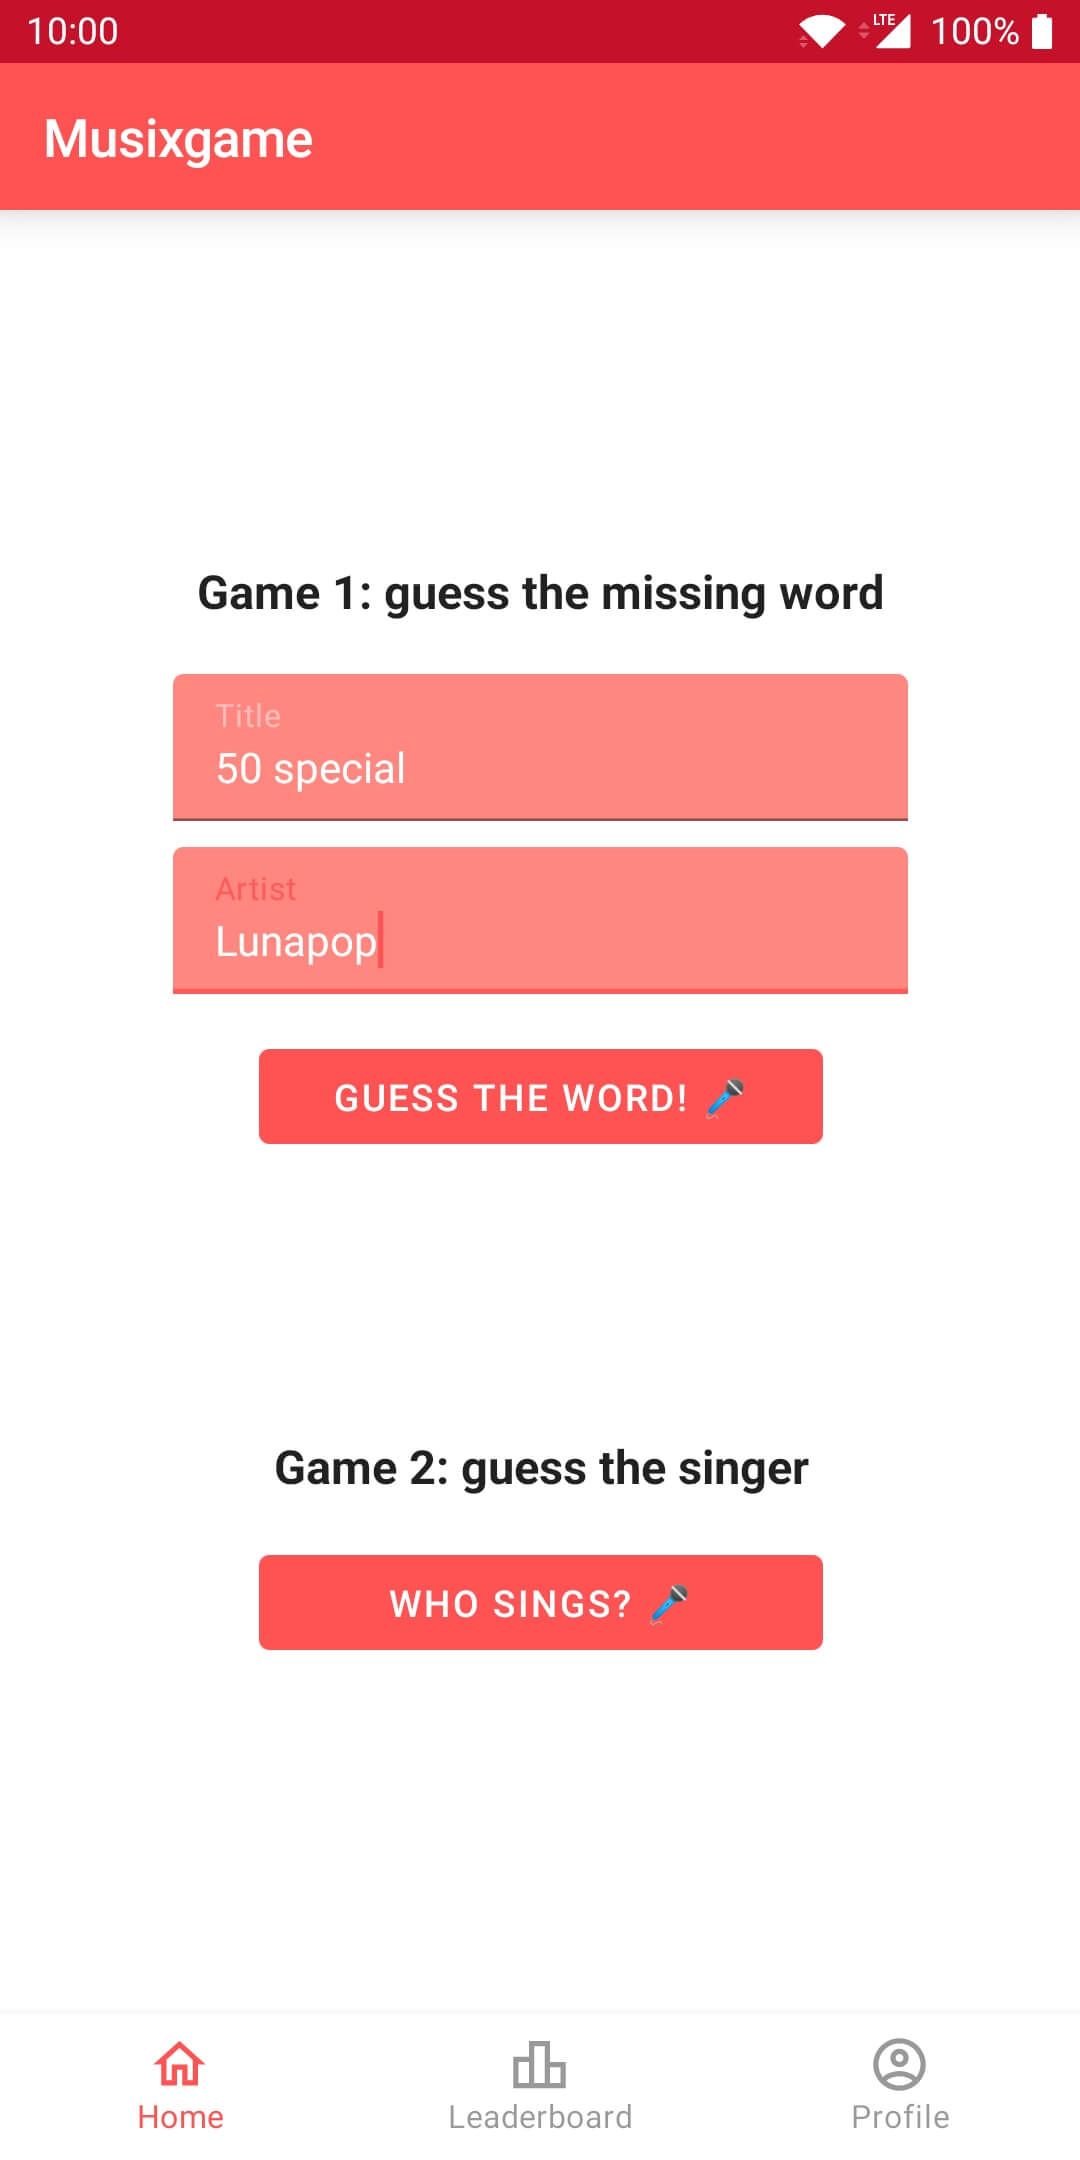 10:00 LTE 100%
Musixgame
Game 1: guess the missing word
Title
50 special
Artist
Lunapop
GUESS THE WORD! 🎤
Game 2: guess the singer
WHO SINGS? 🎤
Home Leaderboard Profile